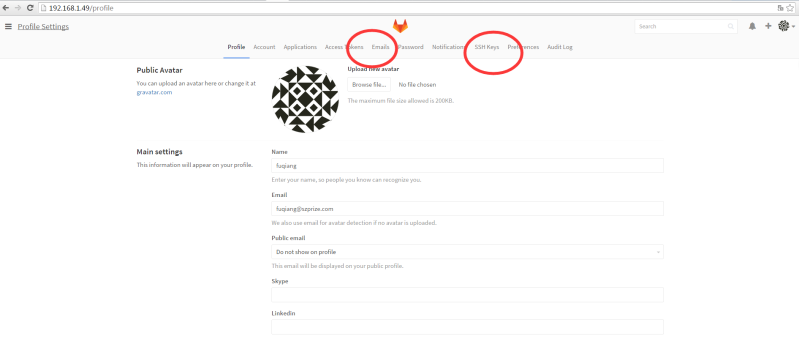 192.168.1.49/profile
Profile Settings
Search
Profile Account Applications Access Tokens Emails Password Notifications SSH Keys Preferences Audit Log
Public Avatar
You can upload an avatar here or change it at
gravatar.com
Upload new avatar
Browse file... No file chosen
The maximum file size allowed is 200KB.
Main settings
This information will appear on your profile.
Name
fuqiang
Enter your name, so people you know can recognize you.
Email
fuqiang@szprize.com
We also use email for avatar detection if no avatar is uploaded.
Public email
Do not show on profile
This email will be displayed on your public profile.
Skype
Linkedin